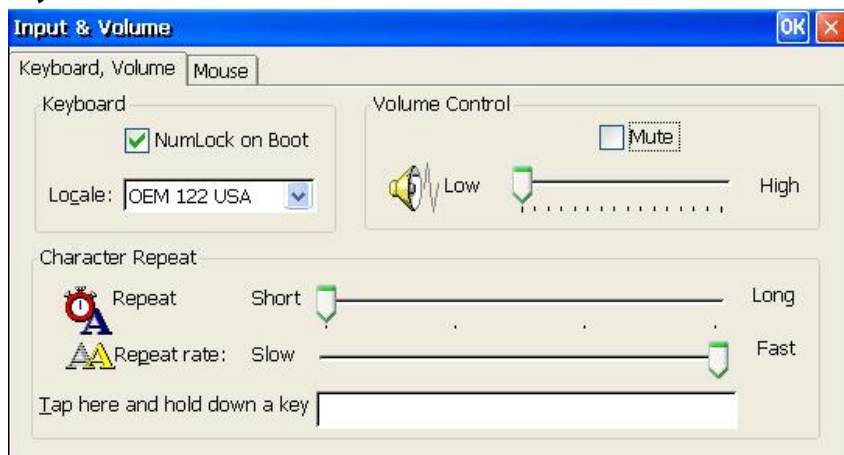 Input & Volume OK
Keyboard, Volume Mouse
Keyboard
NumLock on Boot
Locale: OEM 122 USA
Volume Control
Mute
Low High
Character Repeat
Repeat Short Long
Repeat rate: Slow Fast
Tap here and hold down a key